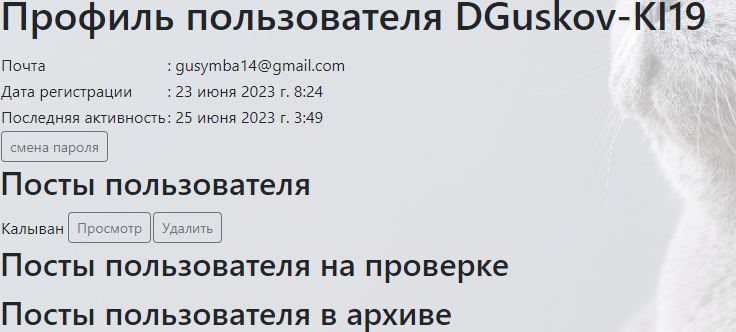 Профиль пользователя DGuskov-KI19
Почта : gusymba14@gmail.com
Дата регистрации : 23 июня 2023 г. 8:24
Последняя активность : 25 июня 2023 г. 3:49
смена пароля
Посты пользователя
Калыван Просмотр Удалить
Посты пользователя на проверке
Посты пользователя в архиве